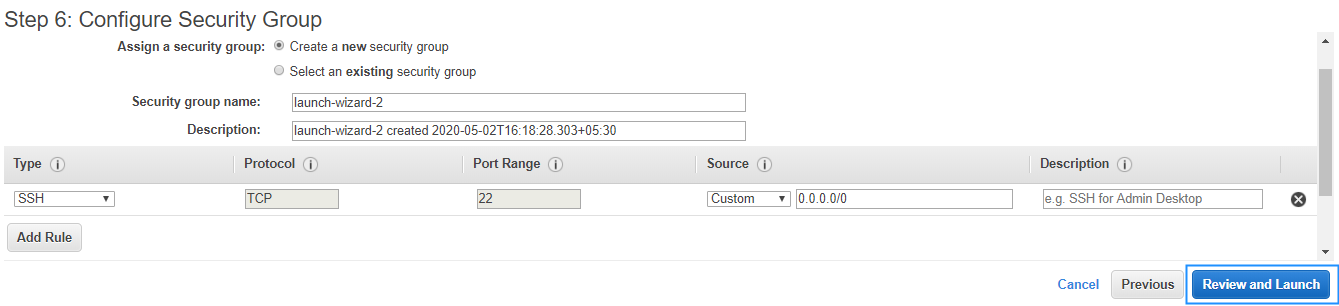 Step 6: Configure Security Group
Assign a security group: Create a new security group
Select an existing security group
Security group name: launch-wizard-2
Description: launch-wizard-2 created 2020-05-02T16:18:28.303+05:30
Type i Protocol i Port Range i Source i Description i
SSH TCP 22 Custom 0.0.0.0/0 e.g. SSH for Admin Desktop
Add Rule
Cancel Previous Review and Launch